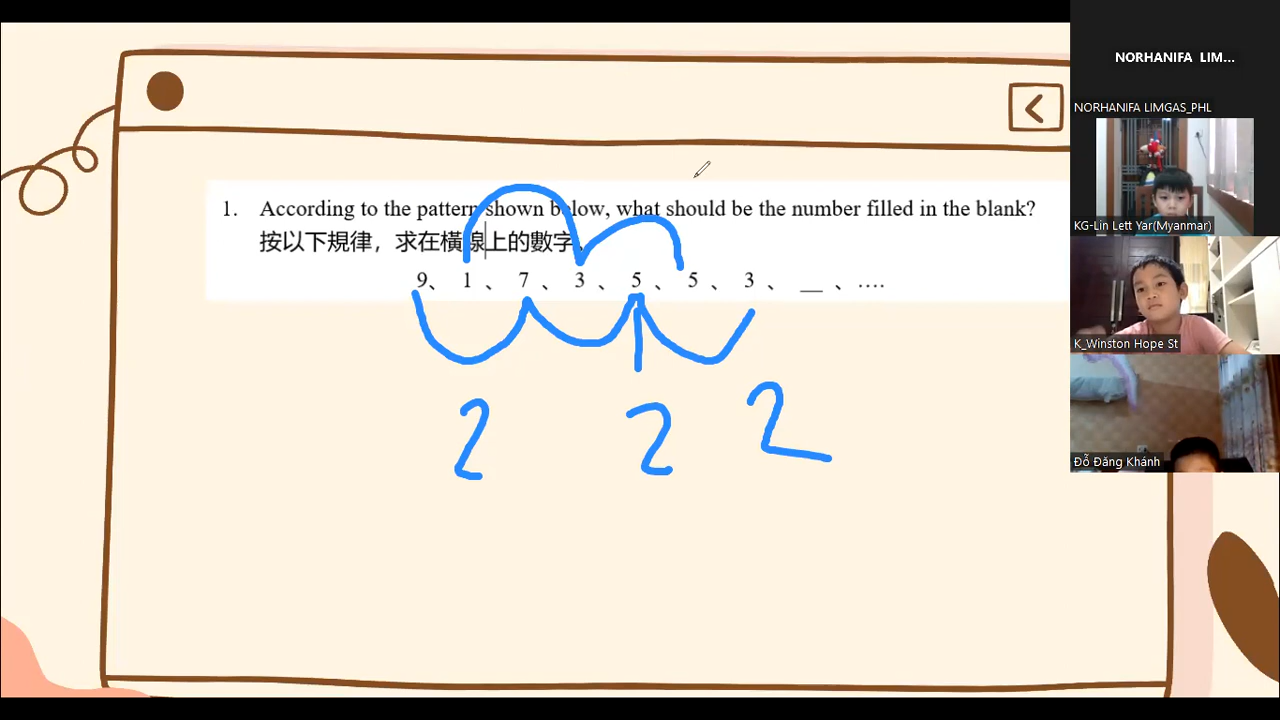 NORHANIFA LIM...
NORHANIFA LIMGAS_PHL
KG-Lin Lett Yar(Myanmar)
K_Winston Hope St
Đỗ Đăng Khánh
1. According to the pattern shown below, what should be the number filled in the blank?
按以下規律，求在橫線上的數字。
9、 1 、 7 、 3 、 5 、 5 、 3 、 __ 、….
2 2 2